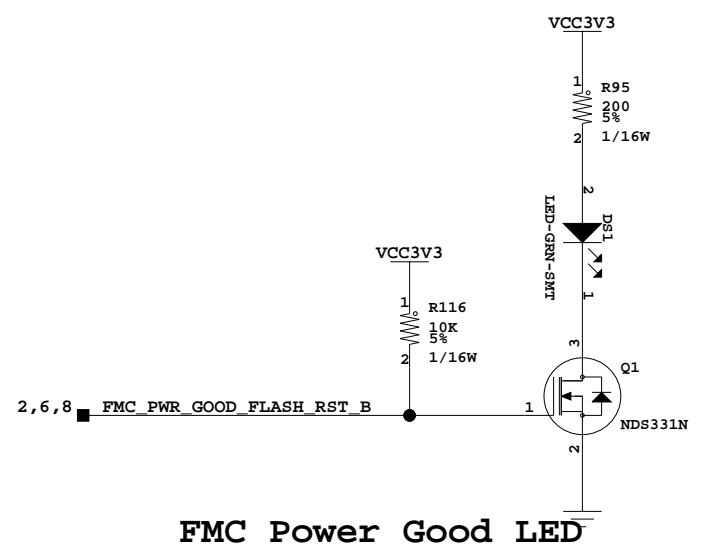 VCC3V3
1
R95
200
5%
2
1/16W
2
LED-GRN-SMT
DS1
1
VCC3V3
1
R116
10K
5%
2
1/16W
3
Q1
2,6,8
FMC_PWR_GOOD_FLASH_RST_B
1
NDS331N
2
FMC Power Good LED